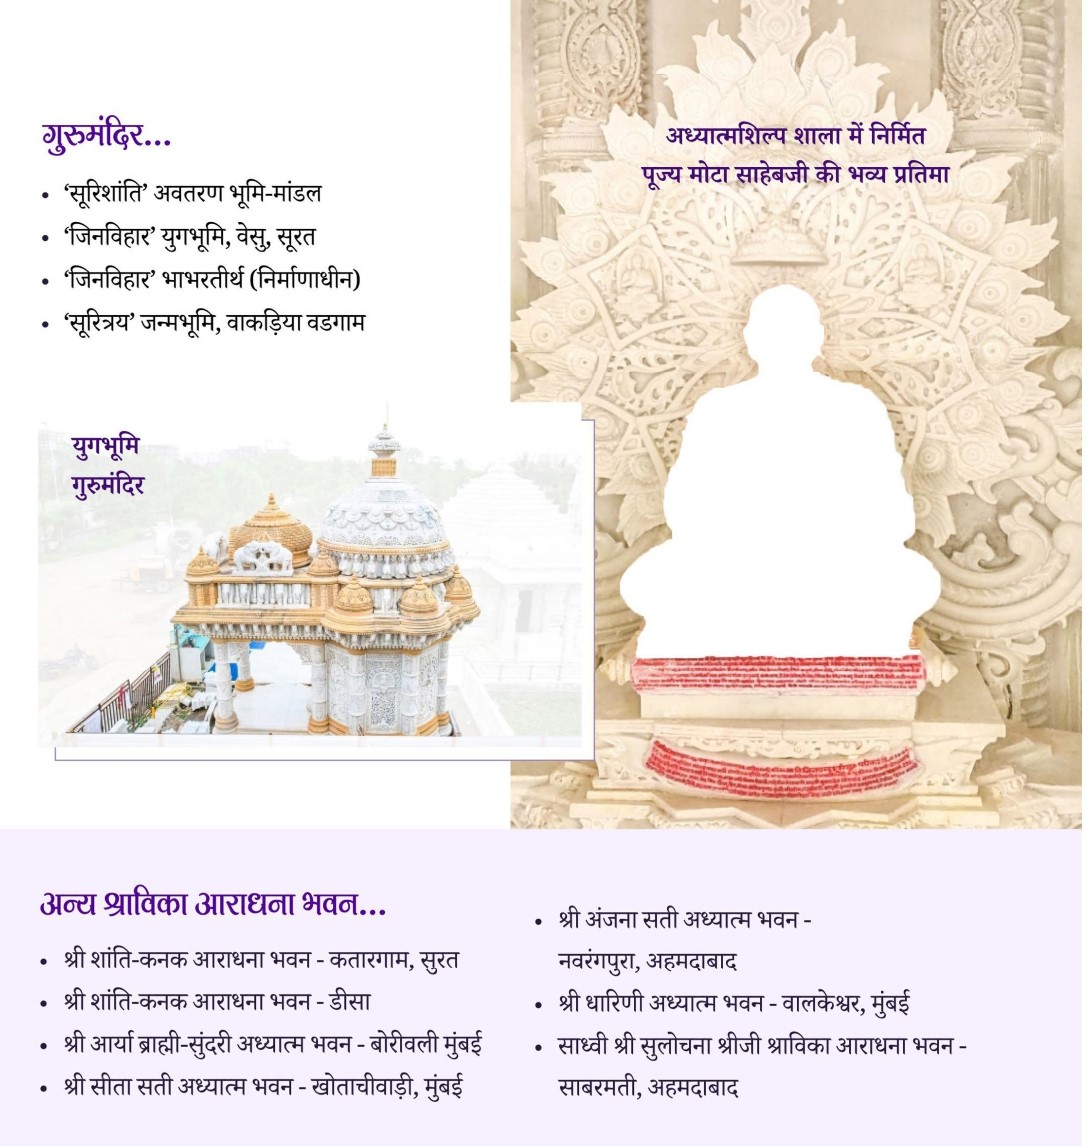 गुरुमंदिर...
• ‘सूरिशांति’ अवतरण भूमि-मांडल
• ‘जिनविहार’ युगभूमि, वेसु, सूरत
• ‘जिनविहार’ भाभरतीर्थ (निर्माणाधीन)
• ‘सूरित्रय’ जन्मभूमि, वाकड़िया वडगाम
अध्यात्मशिल्प शाला में निर्मित
पूज्य मोटा साहेबजी की भव्य प्रतिमा
युगभूमि
गुरुमंदिर
अन्य श्राविका आराधना भवन...
• श्री शांति-कनक आराधना भवन - कतारगाम, सुरत
• श्री शांति-कनक आराधना भवन - डीसा
• श्री आर्या ब्राह्मी-सुंदरी अध्यात्म भवन - बोरीवली मुंबई
• श्री सीता सती अध्यात्म भवन - खोताचीवाड़ी, मुंबई
• श्री अंजना सती अध्यात्म भवन -
नवरंगपुरा, अहमदाबाद
• श्री धारिणी अध्यात्म भवन - वालकेश्वर, मुंबई
• साध्वी श्री सुलोचना श्रीजी श्राविका आराधना भवन -
साबरमती, अहमदाबाद